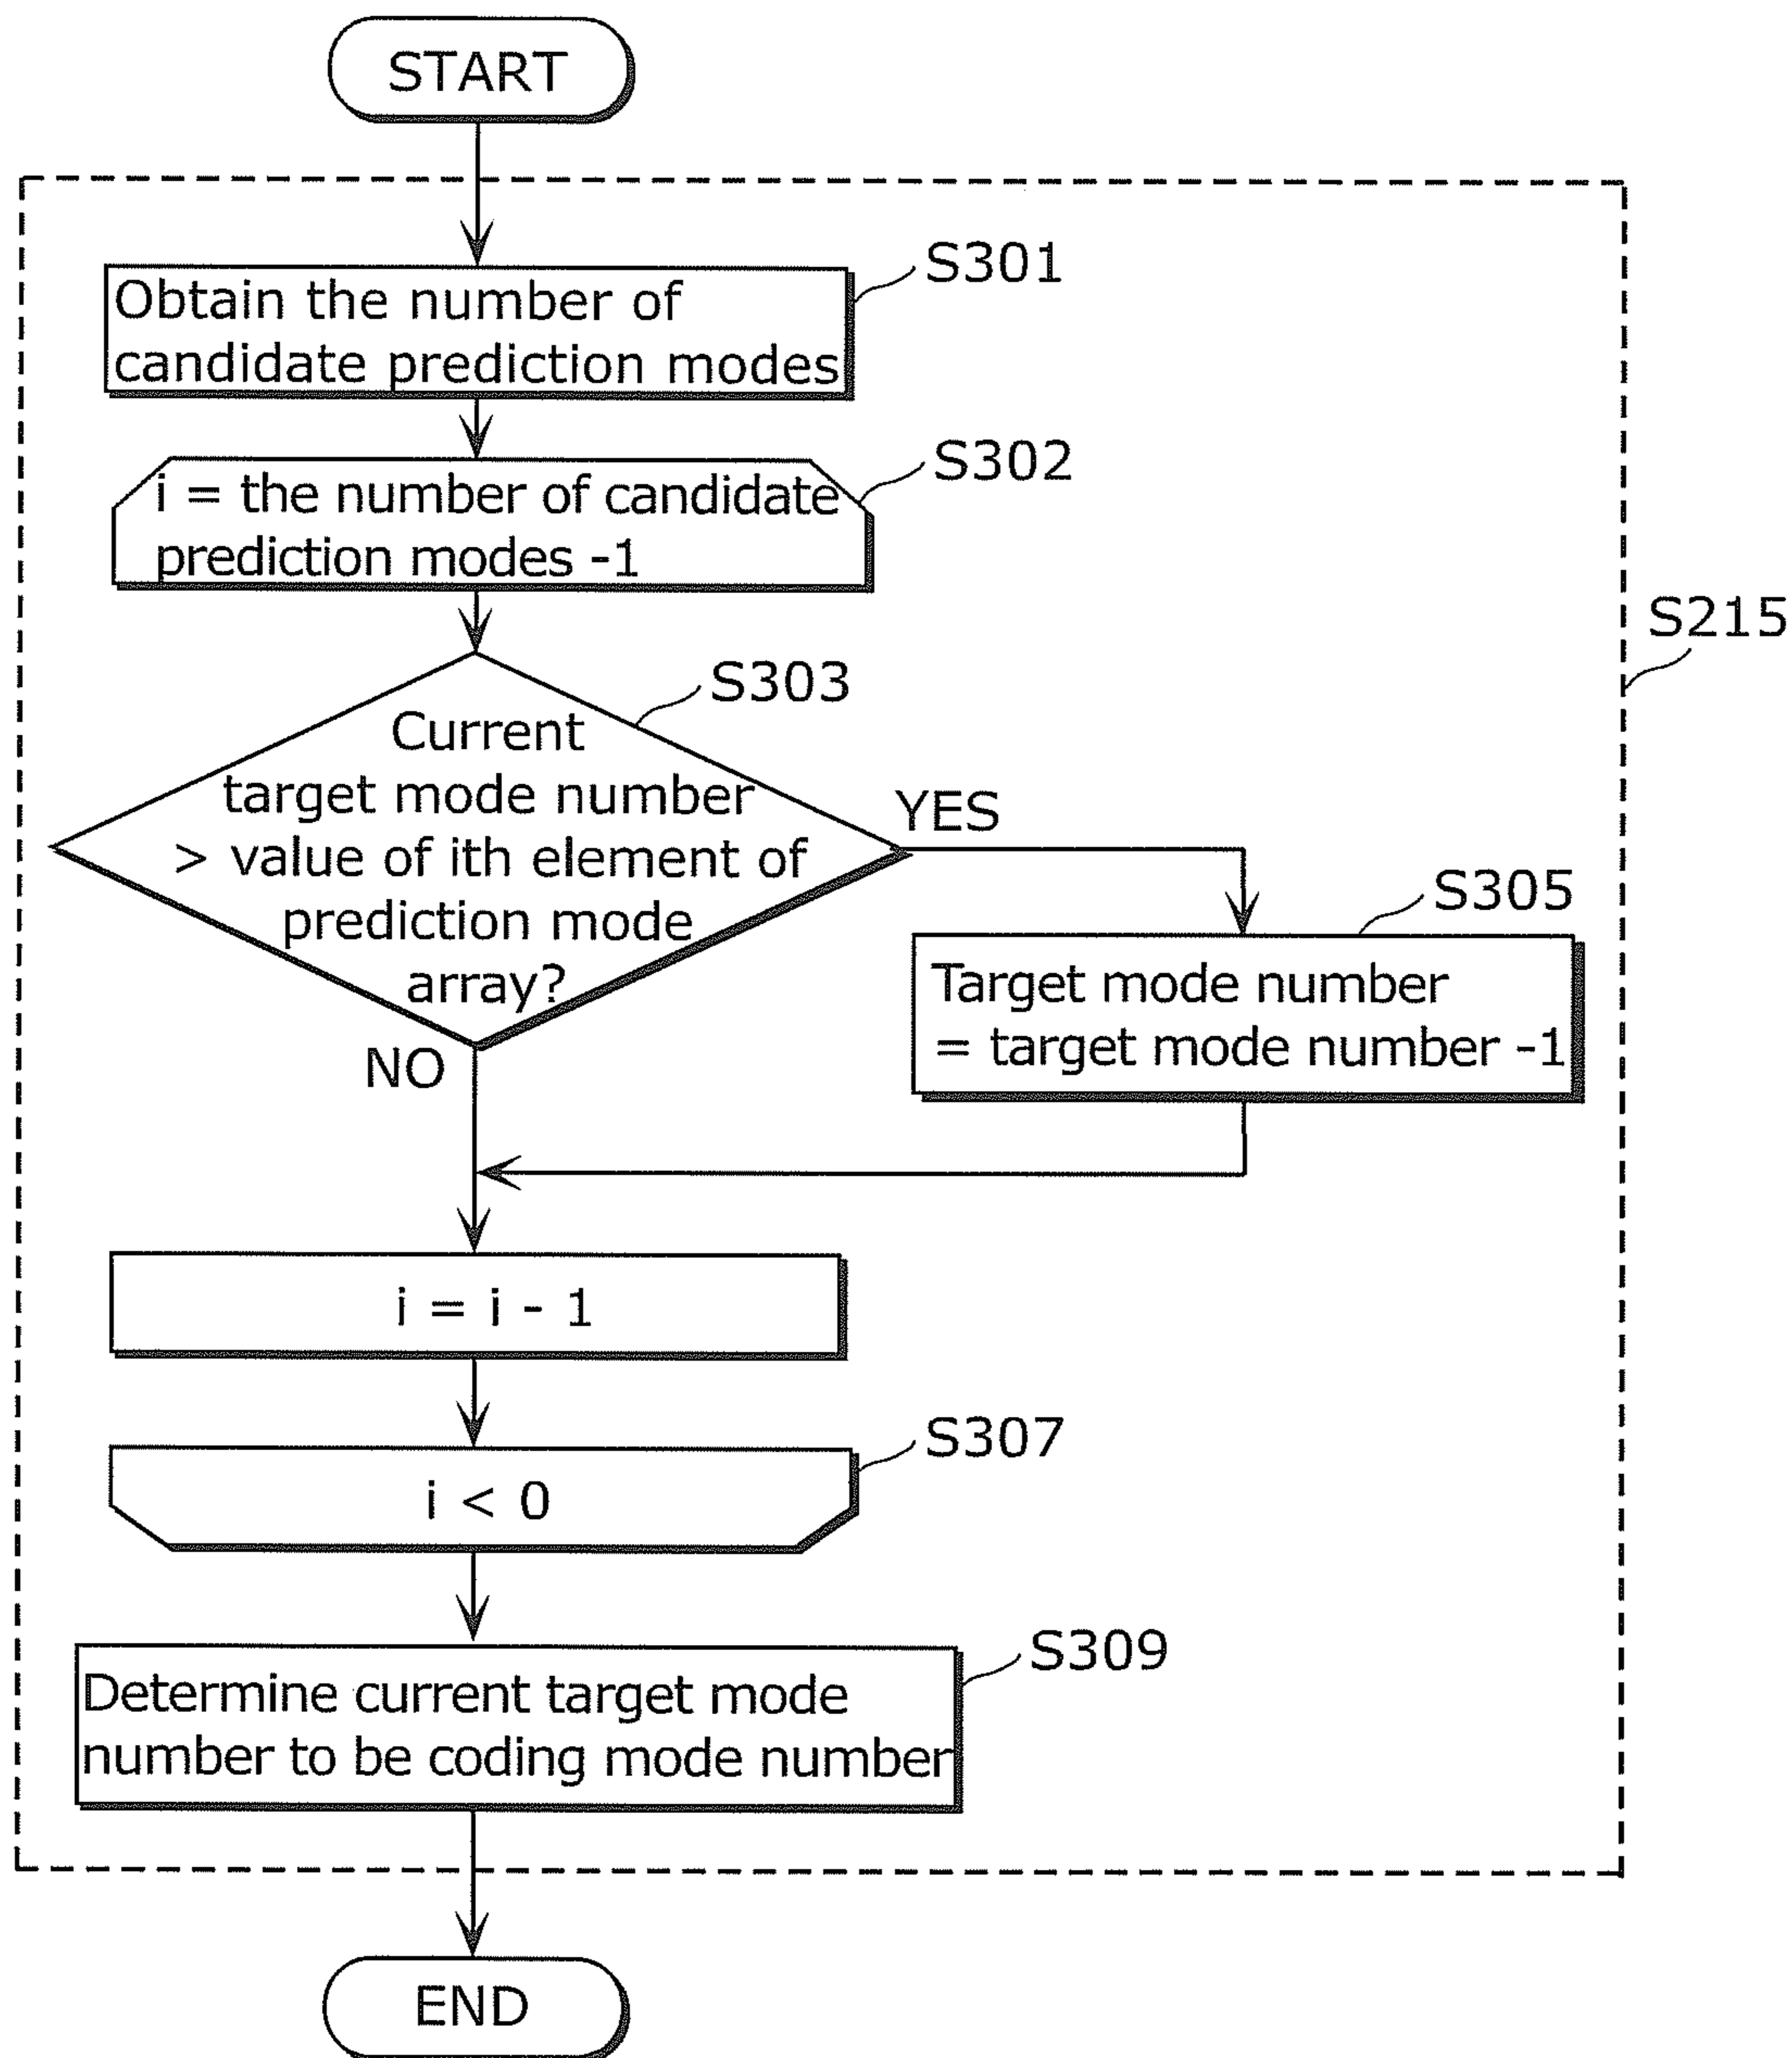 START
S301
Obtain the number of
candidate prediction modes
S302
i = the number of candidate
prediction modes -1
S215
S303
Current
target mode number
> value of ith element of
prediction mode
array?
YES
NO
S305
Target mode number
= target mode number -1
i = i - 1
S307
i < 0
S309
Determine current target mode
number to be coding mode number
END